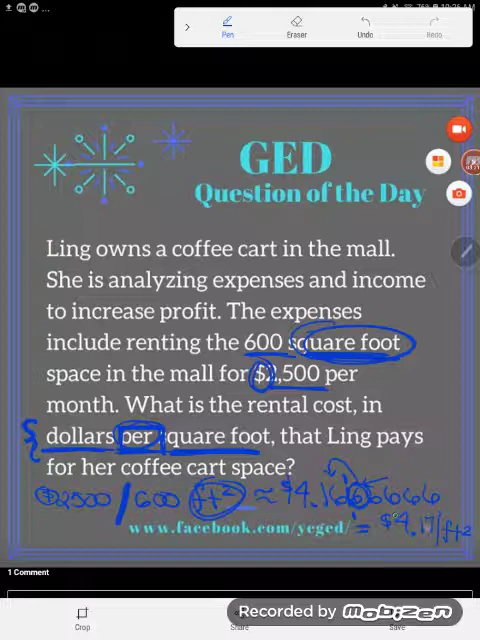 76% 10:26 AM
Pen
Eraser
Undo
Redo
GED
Question of the Day
Ling owns a coffee cart in the mall.
She is analyzing expenses and income
to increase profit. The expenses
include renting the 600 square foot
space in the mall for $2,500 per
month. What is the rental cost, in
dollars per square foot, that Ling pays
for her coffee cart space?
$2500 / 600 ft² ≈ $4.1666666
= $4.17/ft2
www.facebook.com/yeged/
1 Comment
Crop
Share
Save
Recorded by Mobizen